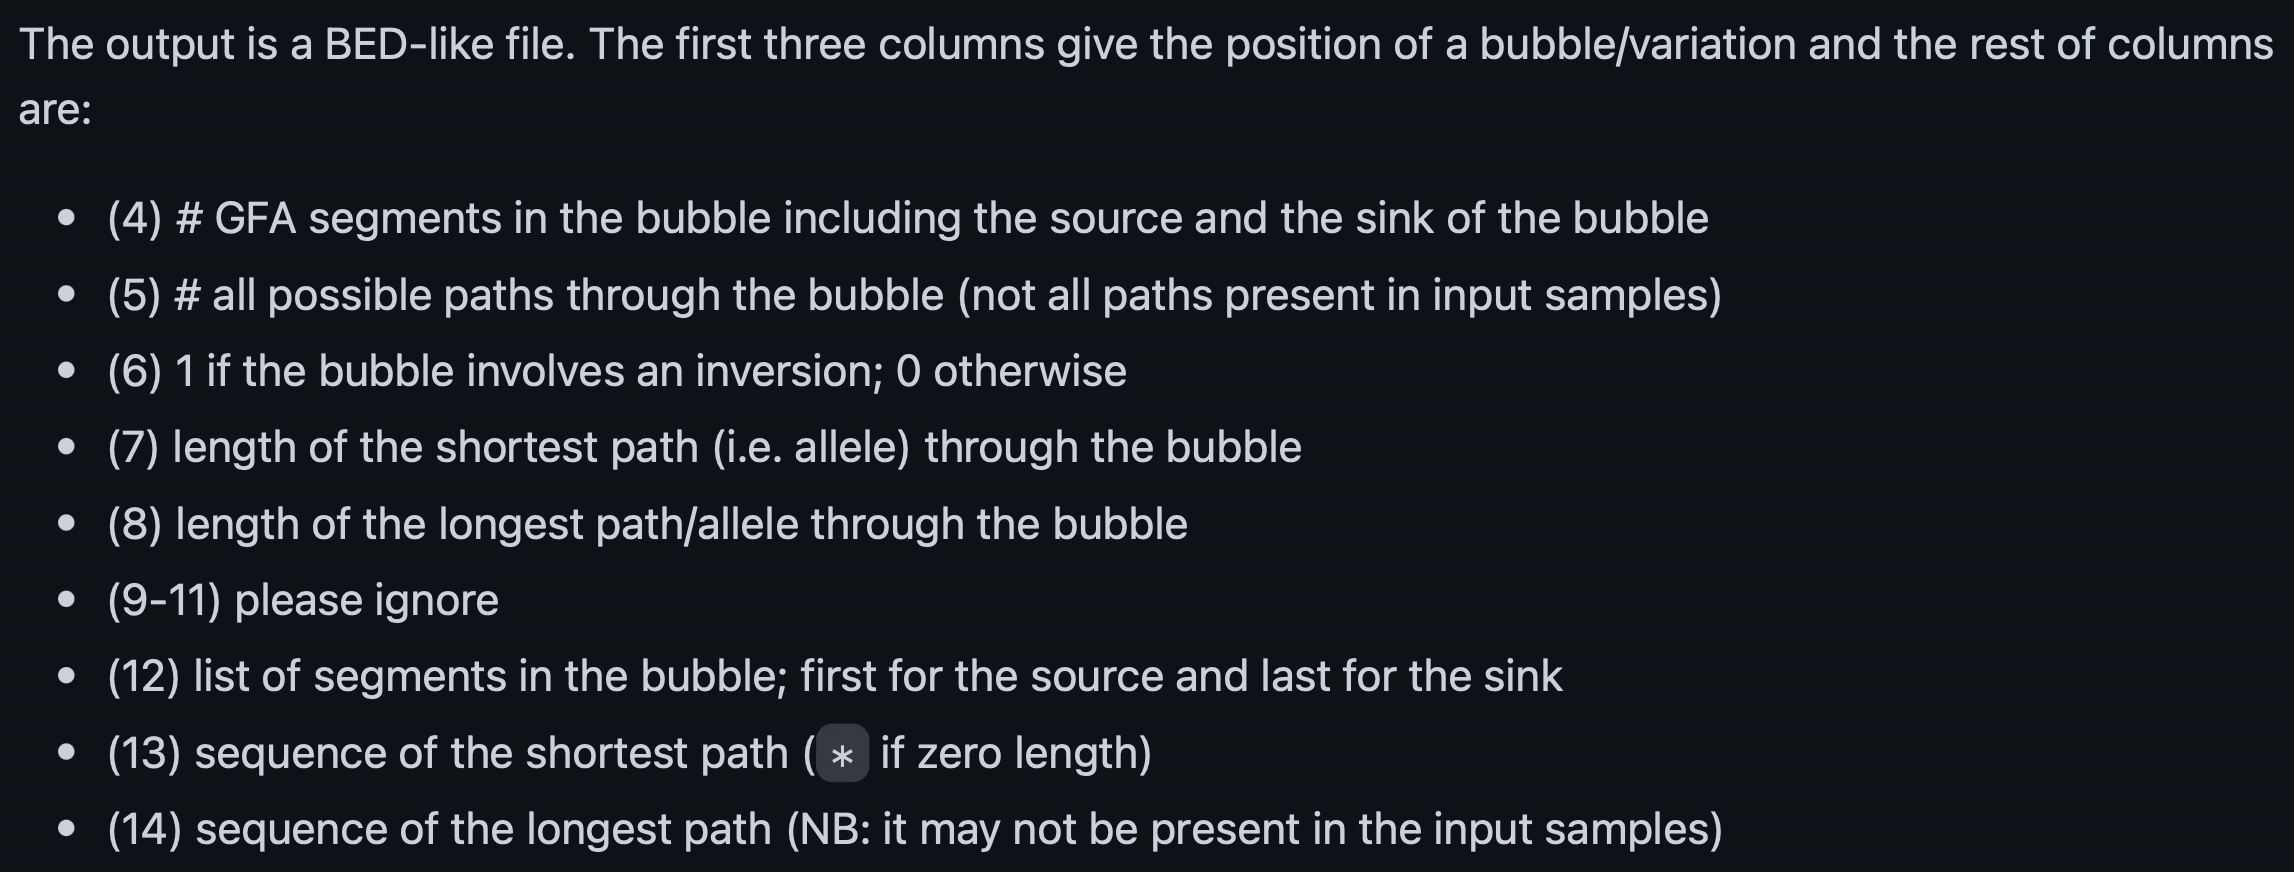 The output is a BED-like file. The first three columns give the position of a bubble/variation and the rest of columns
are:
• (4) # GFA segments in the bubble including the source and the sink of the bubble
• (5) # all possible paths through the bubble (not all paths present in input samples)
• (6) 1 if the bubble involves an inversion; 0 otherwise
• (7) length of the shortest path (i.e. allele) through the bubble
• (8) length of the longest path/allele through the bubble
• (9-11) please ignore
• (12) list of segments in the bubble; first for the source and last for the sink
• (13) sequence of the shortest path ( * if zero length)
• (14) sequence of the longest path (NB: it may not be present in the input samples)